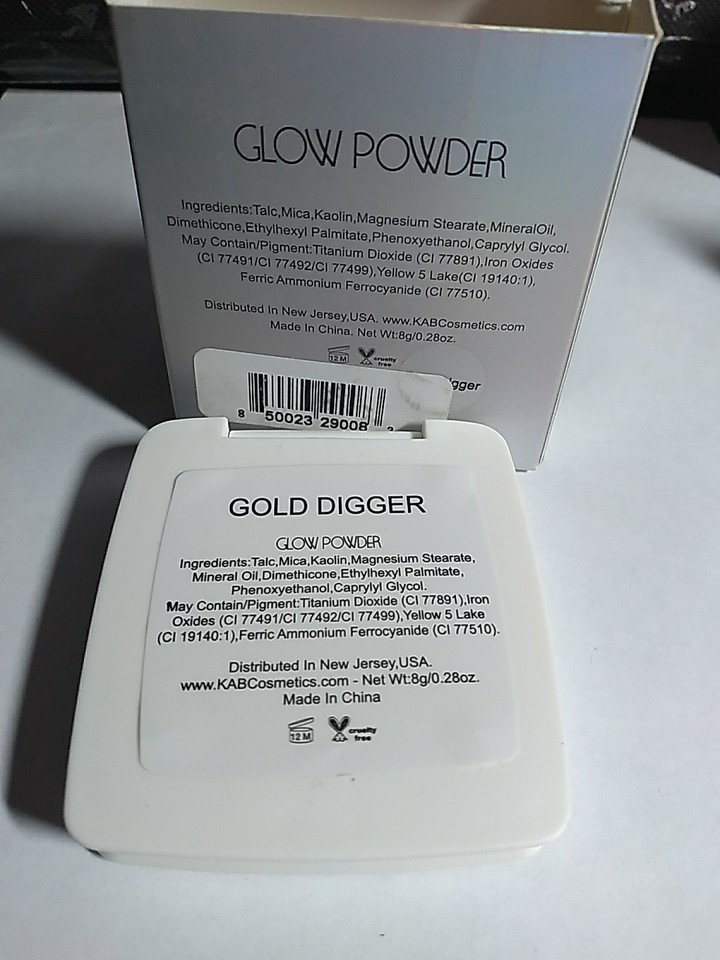 GLOW POWDER
Ingredients:Talc,Mica,Kaolin,Magnesium Stearate,MineralOil,
Dimethicone,Ethylhexyl Palmitate,Phenoxyethanol,Caprylyl Glycol.
May Contain/Pigment:Titanium Dioxide (CI 77891),Iron Oxides
(CI 77491/CI 77492/CI 77499),Yellow 5 Lake(CI 19140:1),
Ferric Ammonium Ferrocyanide (CI 77510).
Distributed In New Jersey,USA. www.KABCosmetics.com
Made In China. Net Wt:8g/0.28oz.
12M cruelty
free
8 50023 29008
GOLD DIGGER
GLOW POWDER
Ingredients:Talc,Mica,Kaolin,Magnesium Stearate,
Mineral Oil,Dimethicone,Ethylhexyl Palmitate,
Phenoxyethanol,Caprylyl Glycol.
May Contain/Pigment:Titanium Dioxide (CI 77891),Iron
Oxides (CI 77491/CI 77492/CI 77499),Yellow 5 Lake
(CI 19140:1),Ferric Ammonium Ferrocyanide (CI 77510).
Distributed In New Jersey,USA.
www.KABCosmetics.com - Net Wt:8g/0.28oz.
Made In China
12M cruelty
free